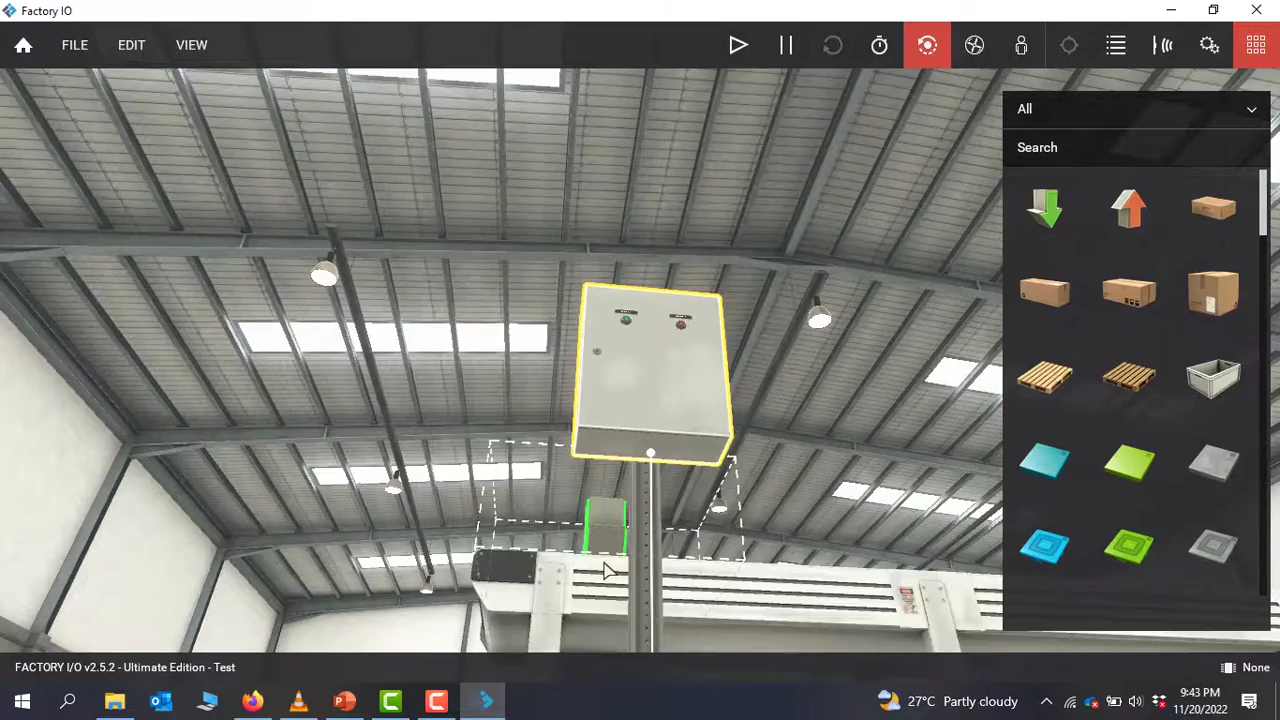 Factory IO
FILE EDIT VIEW
All
Search
FACTORY I/O v2.5.2 - Ultimate Edition - Test
None
27°C Partly cloudy
9:43 PM
11/20/2022